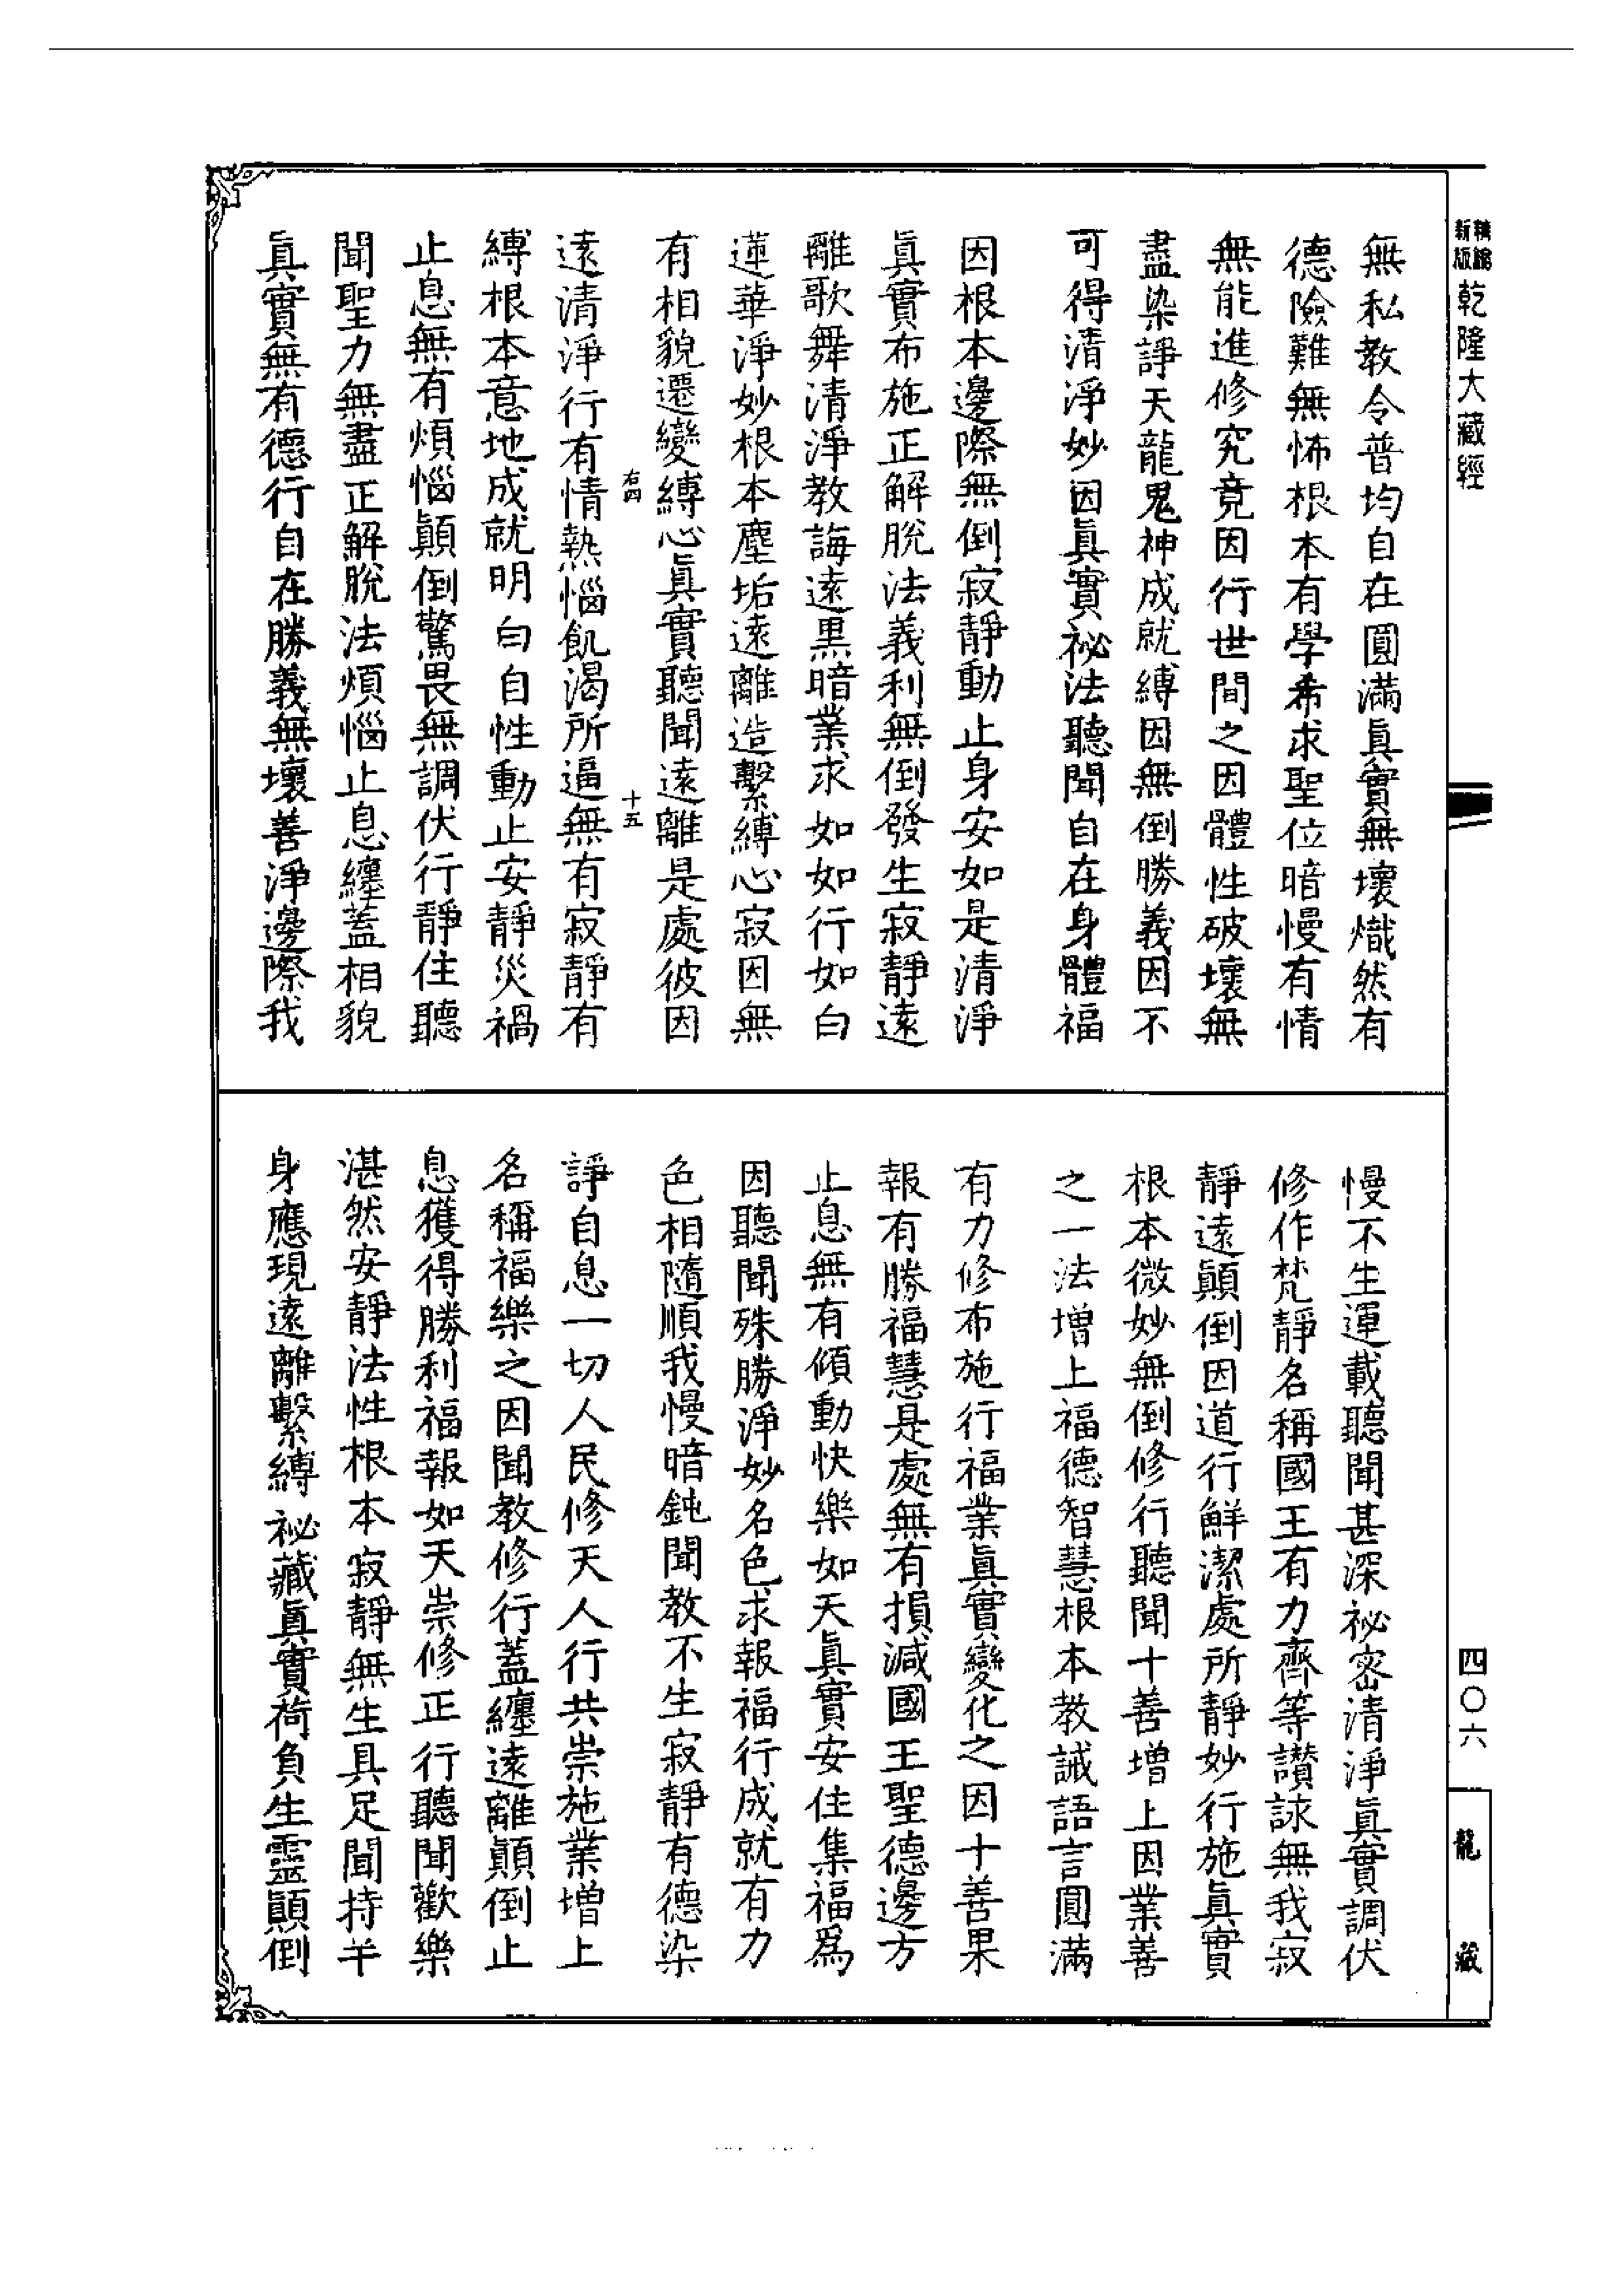 精縮新版乾隆大藏經
無私教令普均自在圓滿眞實無壞熾然有
德險難無怖根本有學希求聖位暗慢有情
無能進修究竟因行世間之因體性破壞無
盡染諍天龍鬼神成就縛因無倒勝義因不
可得清淨妙因眞實祕法聽聞自在身體福
因根本邊際無倒寂靜動止身安如是清淨
眞實布施正解脫法義利無倒發生寂靜遠
離歌舞清淨教誨遠黑暗業求如如行如白
蓮華淨妙根本塵垢遠離造繫縛心寂因無
有相貌遷變縛心眞實聽聞遠離是處彼因
右四
十五
遠清淨行有情熱惱飢渴所逼無有寂靜有
縛根本意地成就明白自性動止安靜災禍
止息無有煩惱顚倒驚畏無調伏行靜住聽
聞聖力無盡正解脫法煩惱止息纏蓋相貌
眞實無有德行自在勝義無壞善淨邊際我
慢不生運載聽聞甚深祕密清淨眞實調伏
修作梵靜名稱國王有力齊等讃詠無我寂
靜遠顚倒因道行鮮潔處所靜妙行施眞實
根本微妙無倒修行聽聞十善增上因業善
之一法增上福德智慧根本教誡語言圓滿
有力修布施行福業眞實變化之因十善果
報有勝福慧是處無有損減國王聖德邊方
止息無有傾動快樂如天眞實安住集福爲
因聽聞殊勝淨妙名色求報福行成就有力
色相隨順我慢暗鈍聞教不生寂靜有德染
諍自息一切人民修天人行共崇施業增上
名稱福樂之因聞教修行蓋纏遠離顚倒止
息獲得勝利福報如天崇修正行聽聞歡樂
湛然安靜法性根本寂靜無生具足聞持羊
身應現遠離繫縛祕藏眞實荷負生靈顚倒
四〇六
龍藏